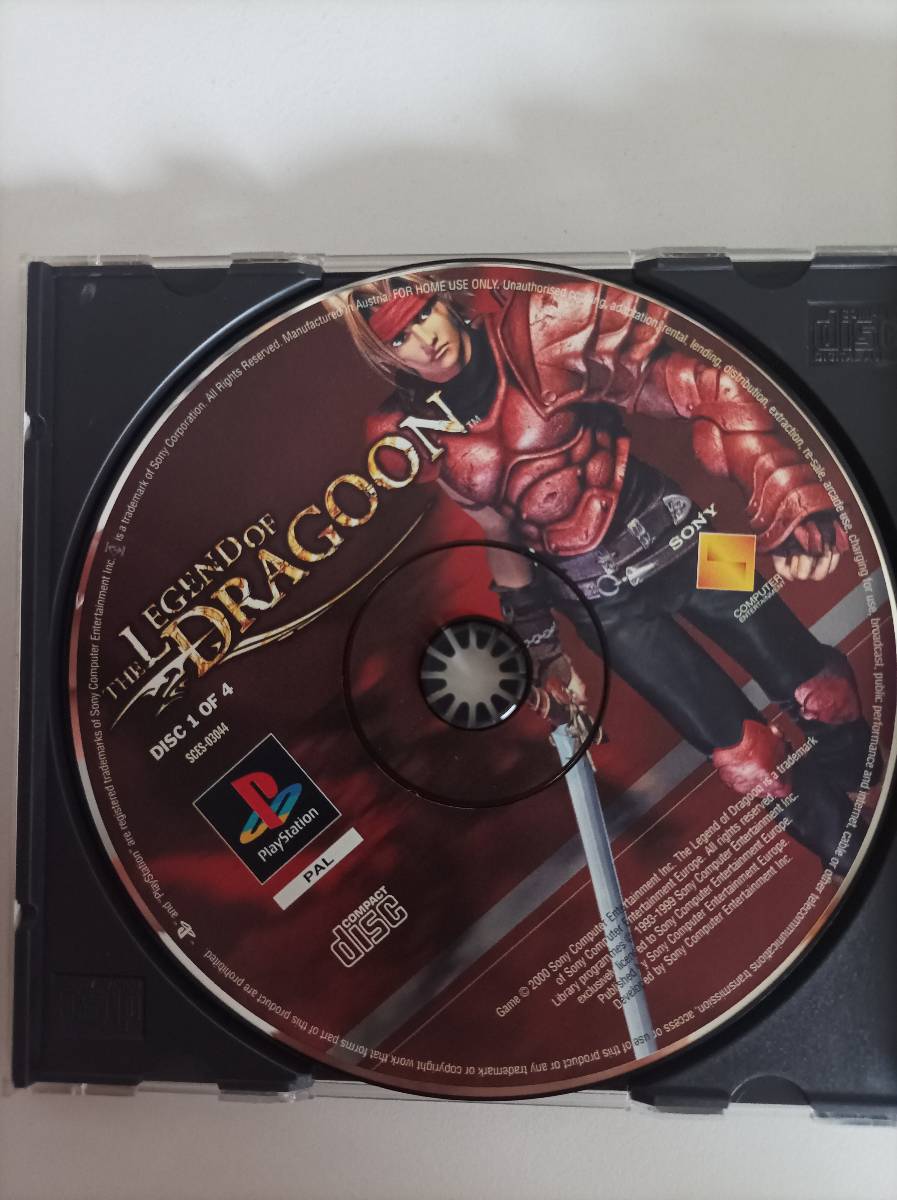 THE LEGEND OF
DRAGOON™
DISC 1 OF 4
SCES-03044
PlayStation
PAL
COMPACT
disc
SONY
COMPUTER
ENTERTAINMENT
Game © 2000 Sony Computer Entertainment Inc. The Legend of Dragoon is a trademark
of Sony Computer Entertainment Europe. All rights reserved.
Library programmes © 1993-1999 Sony Computer Entertainment Inc.
exclusively licensed to Sony Computer Entertainment Europe.
Published by Sony Computer Entertainment Europe.
Developed by Sony Computer Entertainment Inc.
" and "PlayStation" are registered trademarks of Sony Computer Entertainment Inc. " is a trademark of Sony Corporation. All Rights Reserved. Manufactured in Austria. FOR HOME USE ONLY. Unauthorised copying, adaptation, rental, lending, distribution, extraction, re-sale, arcade use, charging for use, broadcast, public performance and internet, cable or other telecommunications transmission, access or use of this product or any trademark or copyright work that forms part of this product are prohibited.
disc